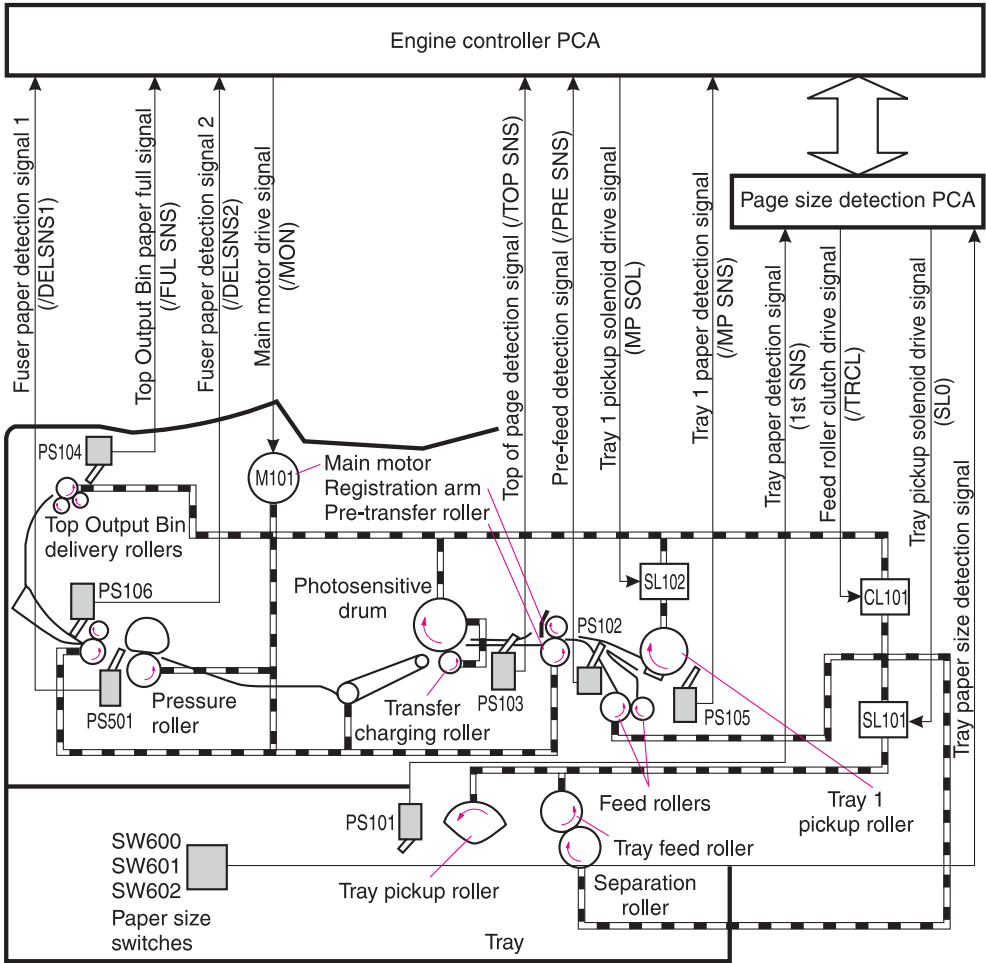 Engine controller PCA
Fuser paper detection signal 1
(/DELSNS1)
Top Output Bin paper full signal
(/FUL SNS)
Fuser paper detection signal 2
(/DELSNS2)
Main motor drive signal
(/MON)
Top of page detection signal (/TOP SNS)
Pre-feed detection signal (/PRE SNS)
Tray 1 pickup solenoid drive signal
(MP SOL)
Tray 1 paper detection signal
(/MP SNS)
Page size detection PCA
Tray paper detection signal
(1st SNS)
Feed roller clutch drive signal
(/TRCL)
Tray pickup solenoid drive signal
(SL0)
Tray paper size detection signal
PS104
M101
Main motor
Registration arm
Pre-transfer roller
Top Output Bin
delivery rollers
PS106
Photosensitive
drum
SL102
CL101
PS102
PS501
Pressure
roller
Transfer
charging roller
PS103
PS105
SL101
Feed rollers
Tray 1
pickup roller
PS101
SW600
SW601
SW602
Paper size
switches
Tray pickup roller
Tray feed roller
Separation
roller
Tray